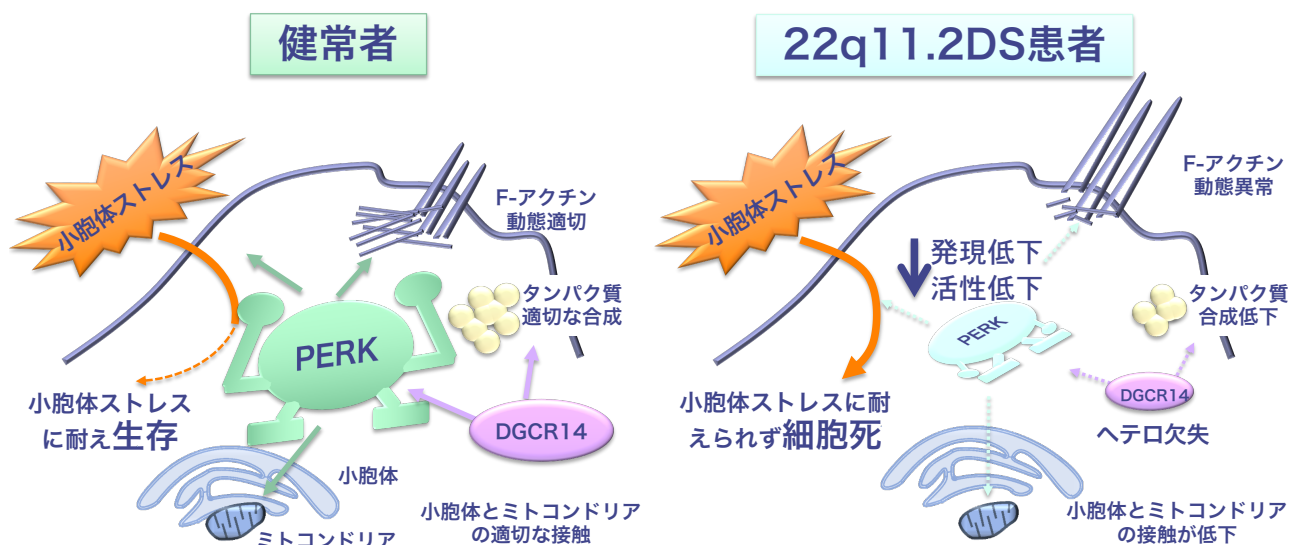 健常者
小胞体ストレス
F-アクチン
動態適切
タンパク質
適切な合成
PERK
小胞体ストレス
に耐え生存
DGCR14
小胞体
小胞体とミトコンドリア
の適切な接触
ミトコンドリア
22q11.2DS患者
小胞体ストレス
F-アクチン
動態異常
発現低下
活性低下
タンパク質
合成低下
PERK
小胞体ストレスに耐
えられず細胞死
DGCR14
ヘテロ欠失
小胞体とミトコンドリア
の接触が低下